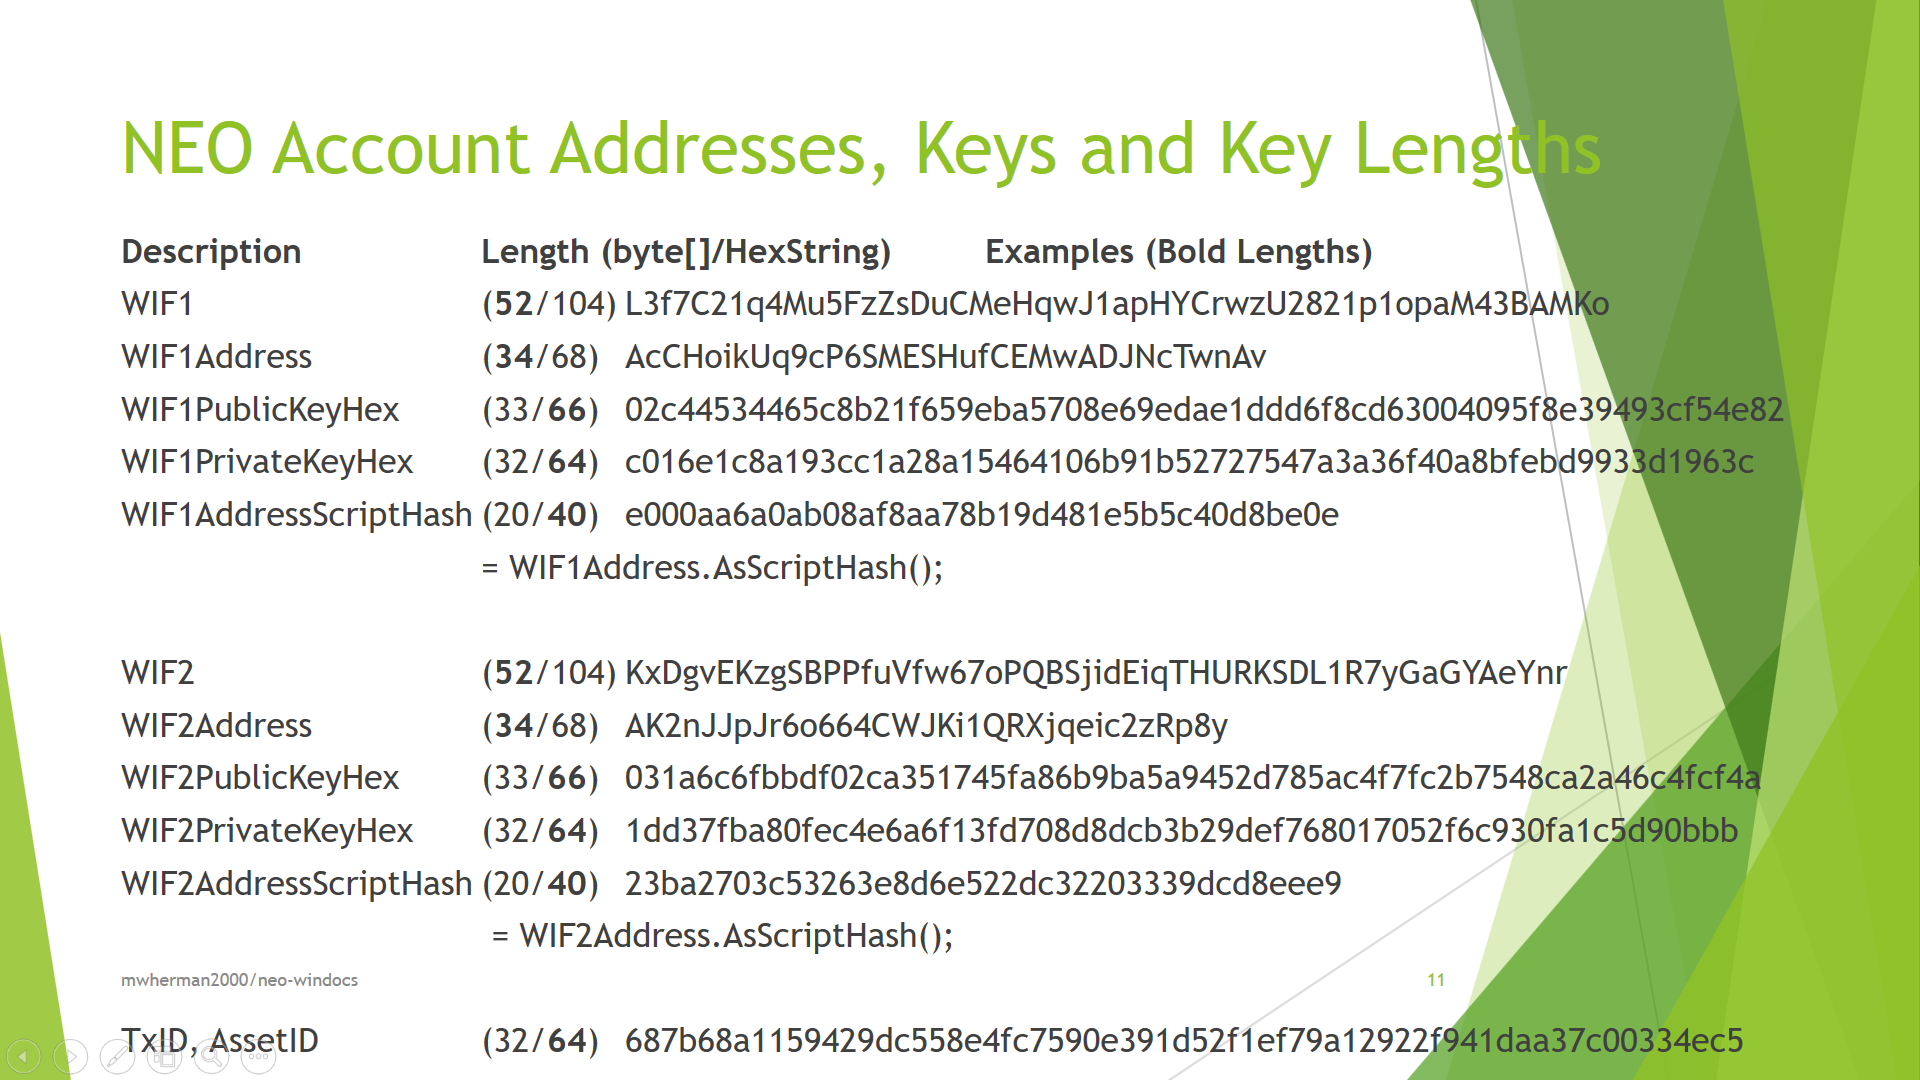 NEO Account Addresses, Keys and Key Lengths
Description Length (byte[]/HexString) Examples (Bold Lengths)
WIF1 (52/104) L3f7C21q4Mu5FzZsDuCMeHqwJ1apHYCrwzU2821p1opaM43BAMKo
WIF1Address (34/68) AcCHoikUq9cP6SMESHufCEMwADJNcTwnAv
WIF1PublicKeyHex (33/66) 02c44534465c8b21f659eba5708e69edae1ddd6f8cd63004095f8e39493cf54e82
WIF1PrivateKeyHex (32/64) c016e1c8a193cc1a28a15464106b91b52727547a3a36f40a8bfebd9933d1963c
WIF1AddressScriptHash (20/40) e000aa6a0ab08af8aa78b19d481e5b5c40d8be0e
= WIF1Address.AsScriptHash();
WIF2 (52/104) KxDgvEKzgSBPPfuVfw67oPQBSjidEiqTHURKSDL1R7yGaGYAeYnr
WIF2Address (34/68) AK2nJJpJr6o664CWJKi1QRXjqeic2zRp8y
WIF2PublicKeyHex (33/66) 031a6c6fbbdf02ca351745fa86b9ba5a9452d785ac4f7fc2b7548ca2a46c4fcf4a
WIF2PrivateKeyHex (32/64) 1dd37fba80fec4e6a6f13fd708d8dcb3b29def768017052f6c930fa1c5d90bbb
WIF2AddressScriptHash (20/40) 23ba2703c53263e8d6e522dc32203339dcd8eee9
= WIF2Address.AsScriptHash();
mwherman2000/neo-windocs 11
TxID, AssetID (32/64) 687b68a1159429dc558e4fc7590e391d52f1ef79a12922f941daa37c00334ec5